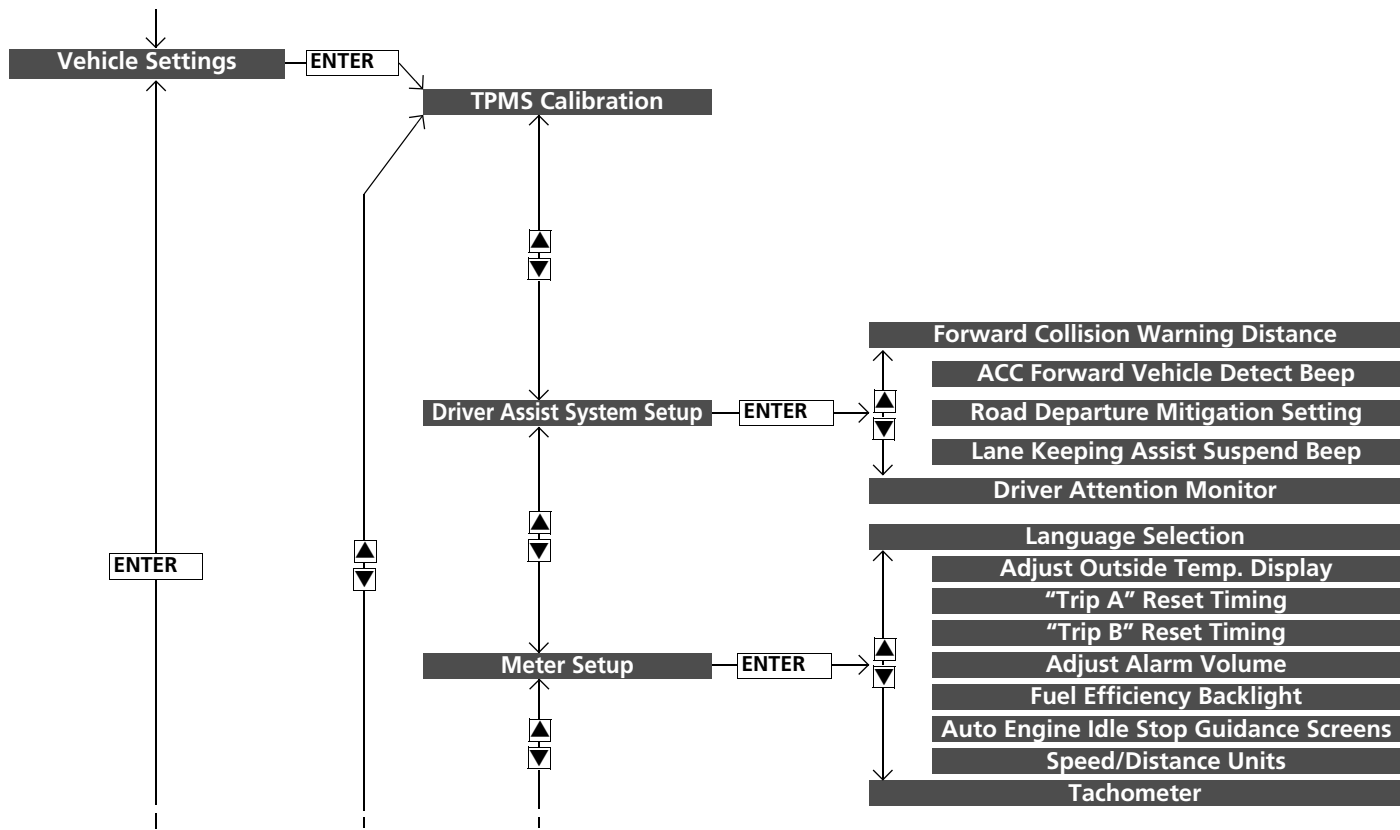 Vehicle Settings
ENTER
TPMS Calibration
Forward Collision Warning Distance
ACC Forward Vehicle Detect Beep
Driver Assist System Setup
ENTER
Road Departure Mitigation Setting
Lane Keeping Assist Suspend Beep
Driver Attention Monitor
Language Selection
ENTER
Adjust Outside Temp. Display
“Trip A” Reset Timing
“Trip B” Reset Timing
Meter Setup
ENTER
Adjust Alarm Volume
Fuel Efficiency Backlight
Auto Engine Idle Stop Guidance Screens
Speed/Distance Units
Tachometer